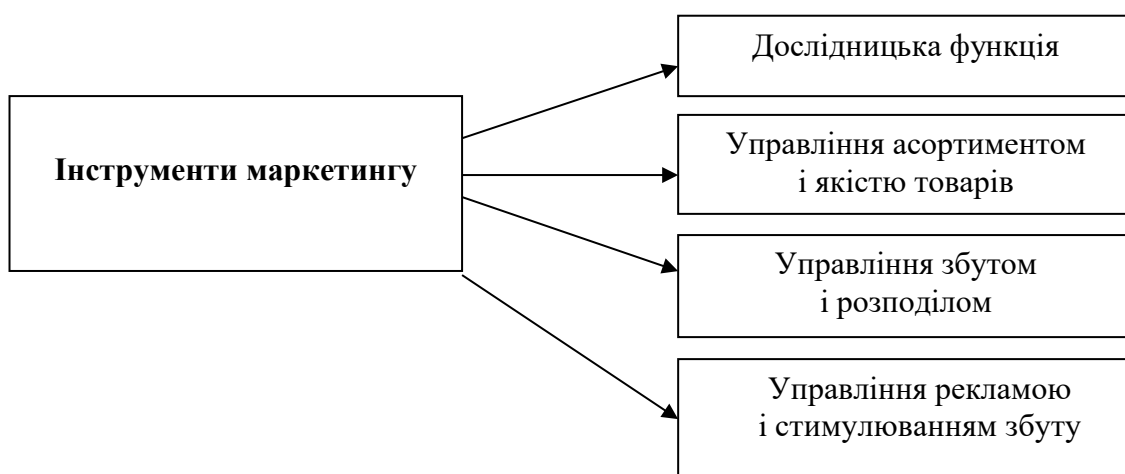 Дослідницька функція
Інструменти маркетингу
Управління асортиментом
і якістю товарів
Управління збутом
і розподілом
Управління рекламою
і стимулюванням збуту